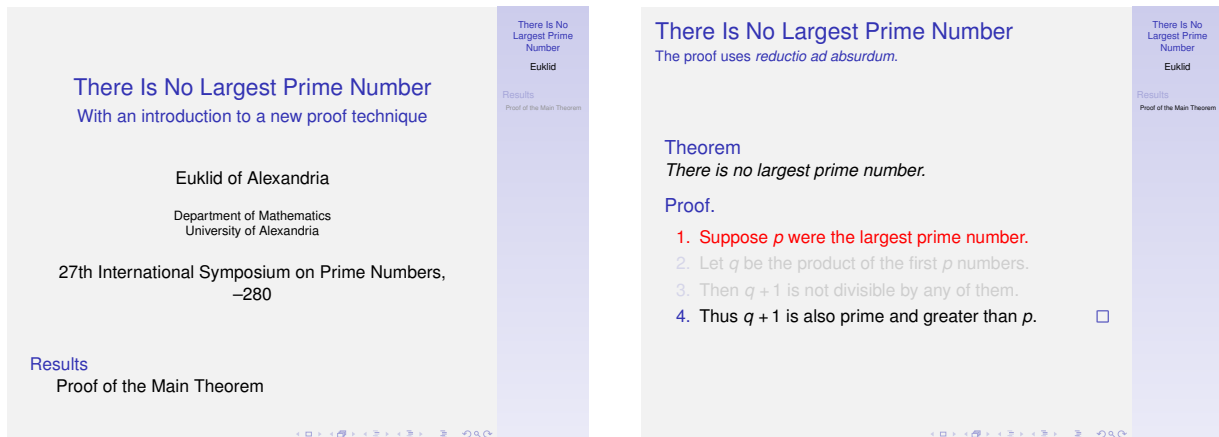 There Is No Largest Prime Number
With an introduction to a new proof technique
Euklid of Alexandria
Department of Mathematics
University of Alexandria
27th International Symposium on Prime Numbers,
–280
Results
Proof of the Main Theorem
There Is No
Largest Prime
Number
Euklid
Results
Proof of the Main Theorem
There Is No Largest Prime Number
The proof uses reductio ad absurdum.
Theorem
There is no largest prime number.
Proof.
1. Suppose p were the largest prime number.
2. Let q be the product of the first p numbers.
3. Then q + 1 is not divisible by any of them.
4. Thus q + 1 is also prime and greater than p.
There Is No
Largest Prime
Number
Euklid
Results
Proof of the Main Theorem